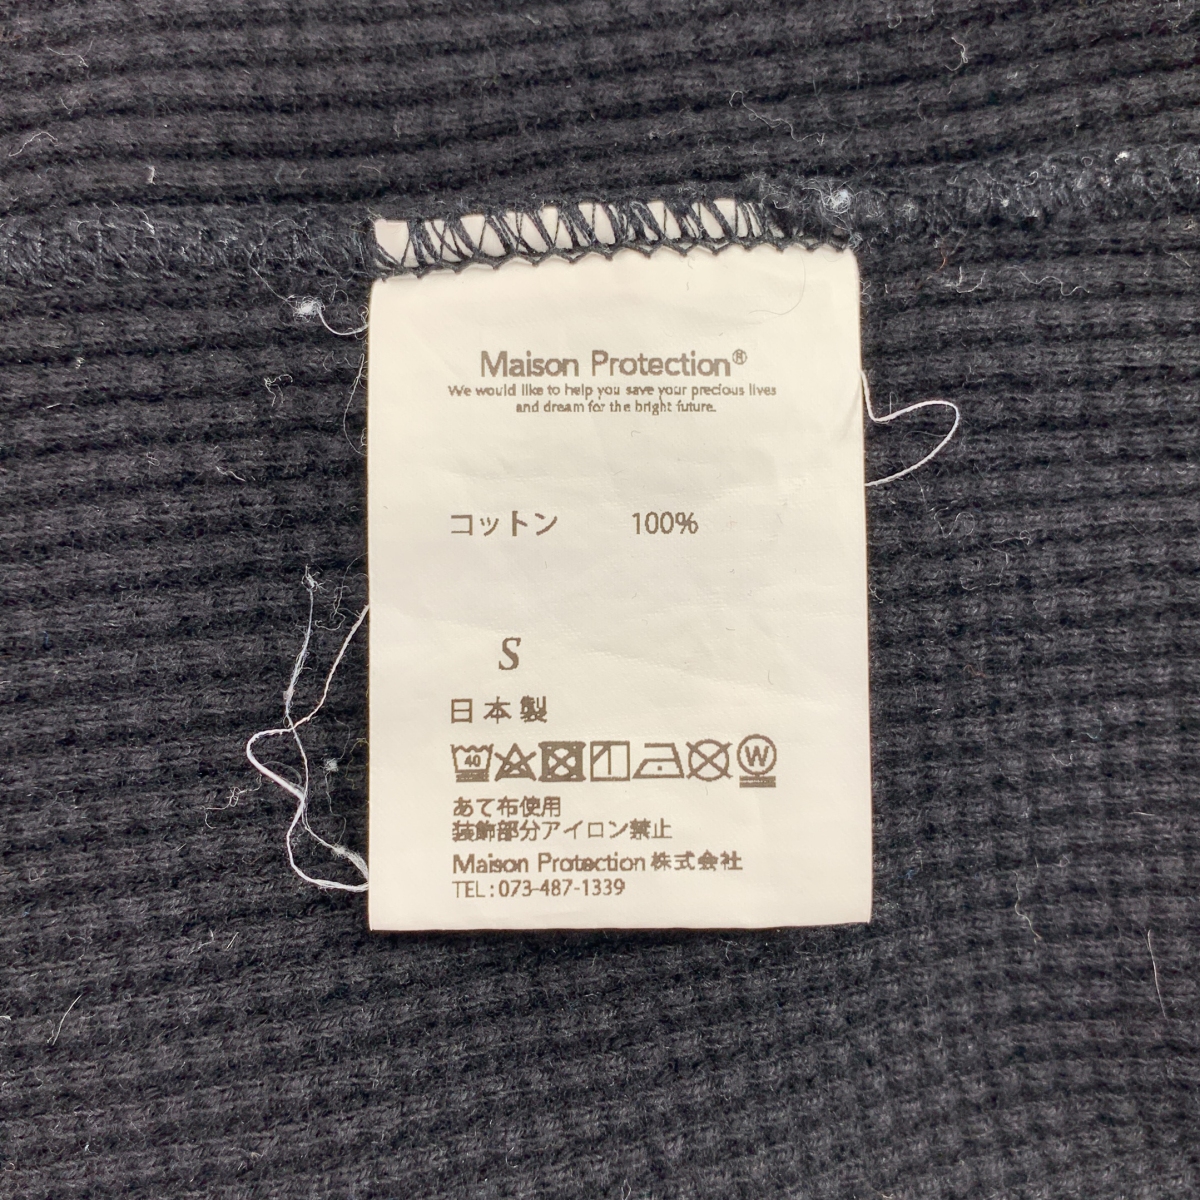 Maison Protection®
We would like to help you save your precious lives
and dream for the bright future.
コットン 100%
S
日本製
40 W
あて布使用
装飾部分アイロン禁止
Maison Protection 株式会社
TEL : 073-487-1339